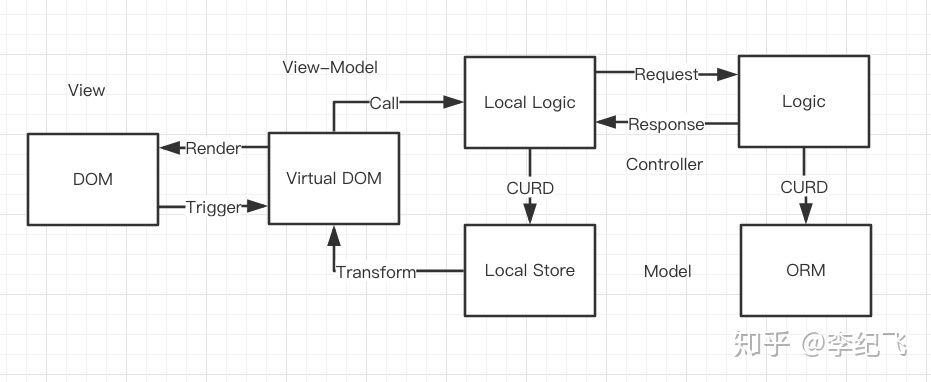 View
View-Model
DOM
Render
Trigger
Virtual DOM
Call
Transform
Local Logic
CURD
Local Store
Request
Response
Controller
Model
Logic
CURD
ORM
知乎 @李纪飞